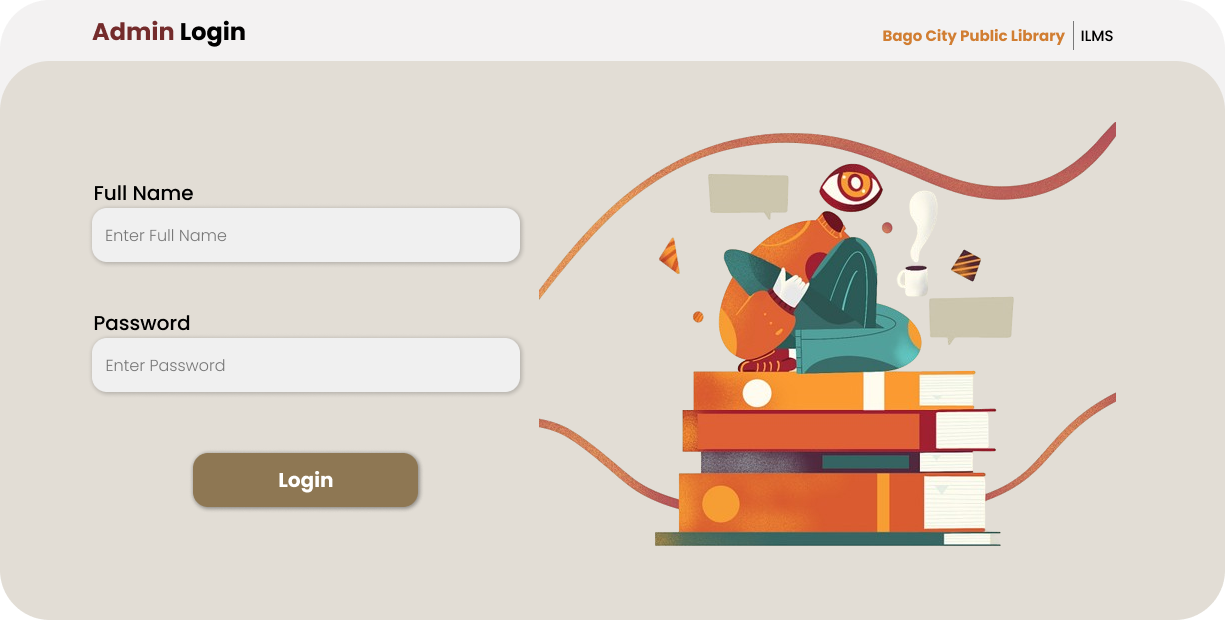 Admin Login
Bago City Public Library | ILMS
Full Name
Enter Full Name
Password
Enter Password
Login